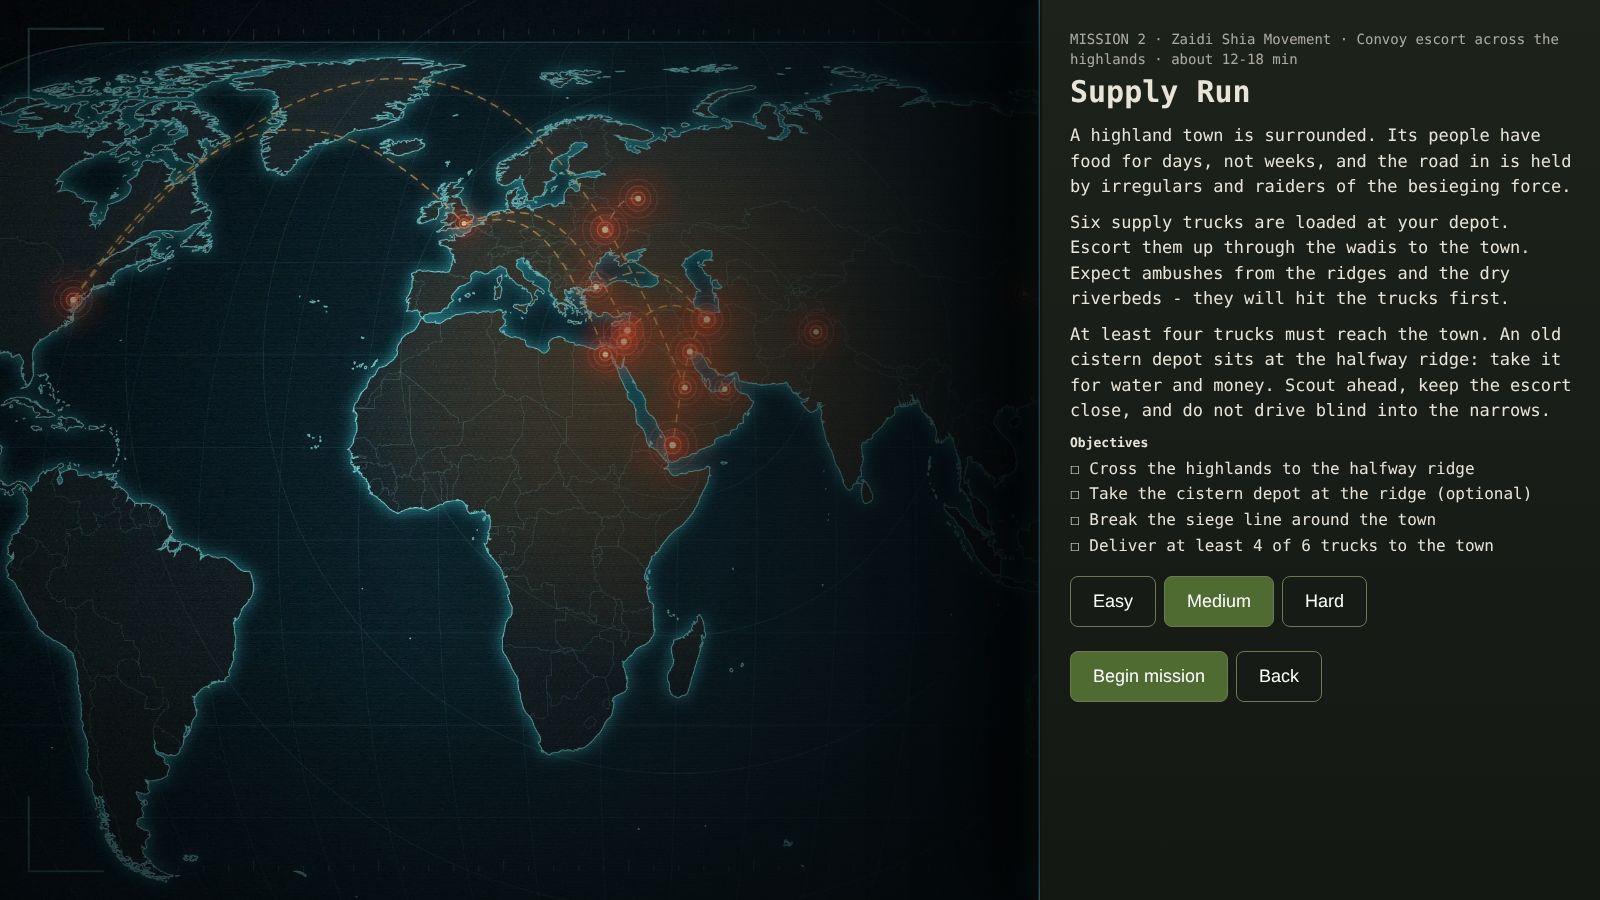 MISSION 2 · Zaidi Shia Movement · Convoy escort across the
highlands · about 12-18 min
Supply Run
A highland town is surrounded. Its people have
food for days, not weeks, and the road in is held
by irregulars and raiders of the besieging force.
Six supply trucks are loaded at your depot.
Escort them up through the wadis to the town.
Expect ambushes from the ridges and the dry
riverbeds - they will hit the trucks first.
At least four trucks must reach the town. An old
cistern depot sits at the halfway ridge: take it
for water and money. Scout ahead, keep the escort
close, and do not drive blind into the narrows.
Objectives
☐ Cross the highlands to the halfway ridge
☐ Take the cistern depot at the ridge (optional)
☐ Break the siege line around the town
☐ Deliver at least 4 of 6 trucks to the town
Easy Medium Hard
Begin mission Back